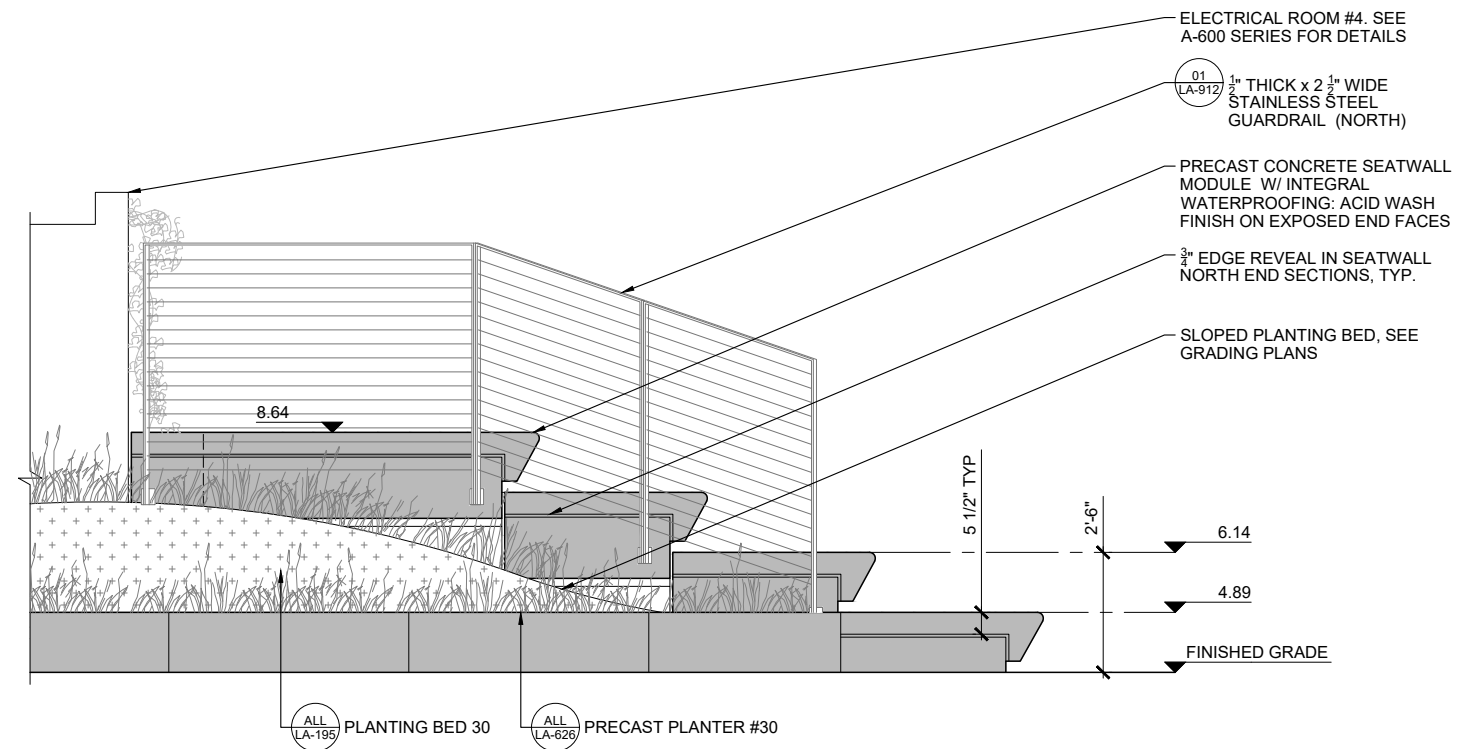 ELECTRICAL ROOM #4. SEE
A-600 SERIES FOR DETAILS
01
LA-912
1/2" THICK x 2 1/2" WIDE
STAINLESS STEEL
GUARDRAIL (NORTH)
PRECAST CONCRETE SEATWALL
MODULE W/ INTEGRAL
WATERPROOFING: ACID WASH
FINISH ON EXPOSED END FACES
3/4" EDGE REVEAL IN SEATWALL
NORTH END SECTIONS, TYP.
SLOPED PLANTING BED, SEE
GRADING PLANS
8.64
5 1/2" TYP
2'-6"
6.14
4.89
FINISHED GRADE
ALL
LA-195
PLANTING BED 30
ALL
LA-626
PRECAST PLANTER #30